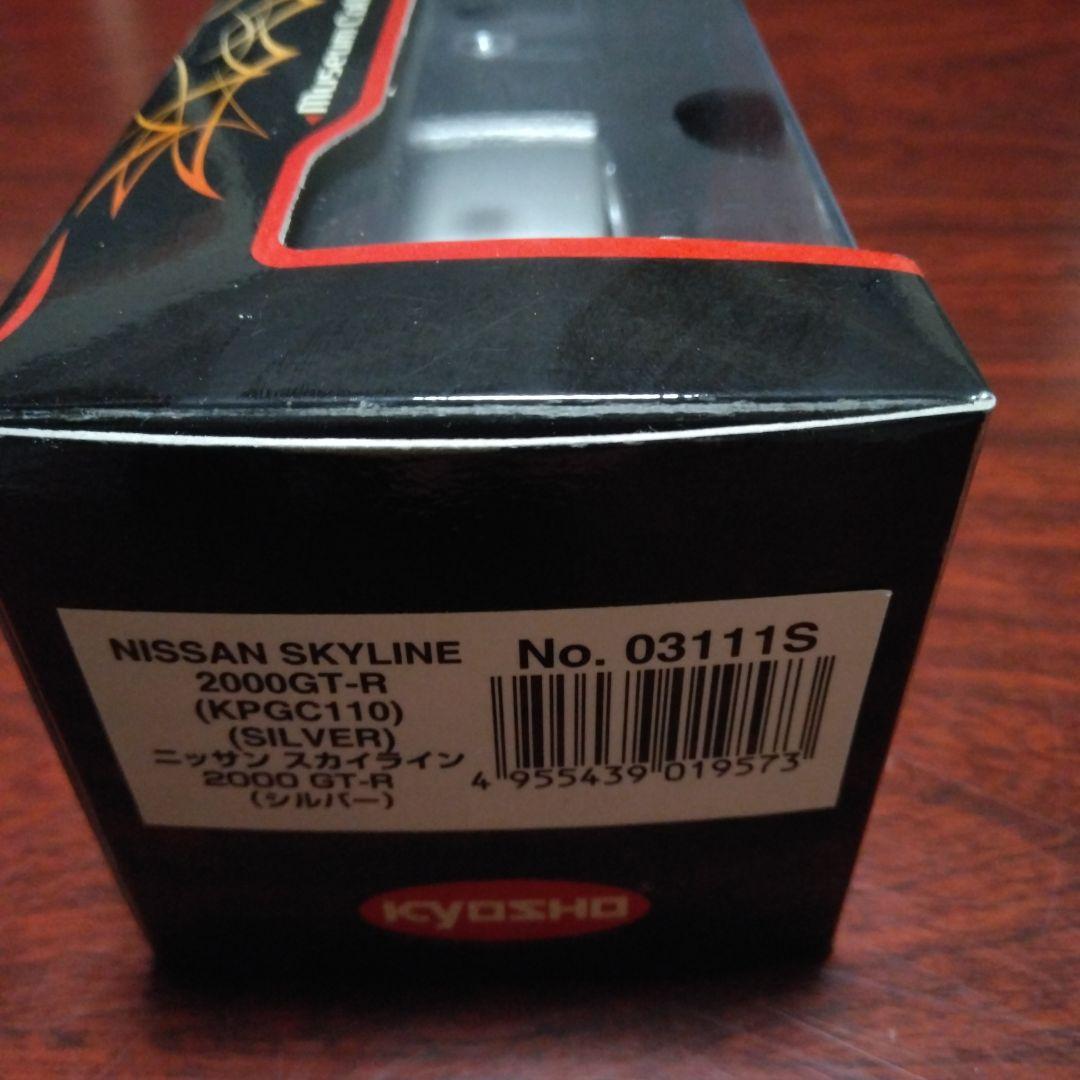 Museum
NISSAN SKYLINE
2000GT-R
(KPGC110)
(SILVER)
ニッサン スカイライン
2000 GT-R
(シルバー)
No. 03111S
4 955439 019573
KYOSHO